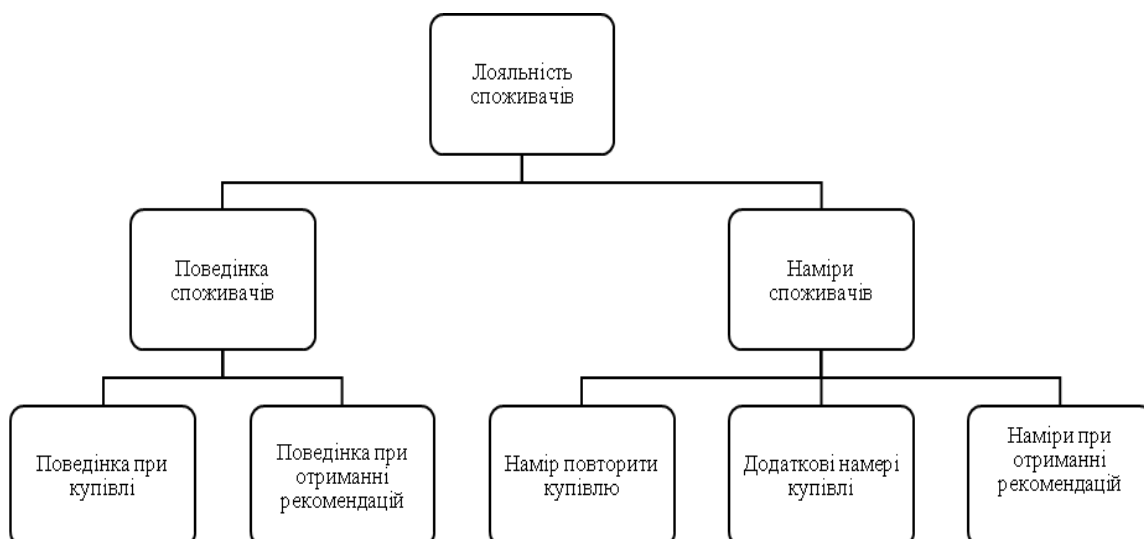 Лояльність
споживачів
Поведінка
споживачів
Наміри
споживачів
Поведінка при
купівлі
Поведінка при
отриманні
рекомендацій
Намір повторити
купівлю
Додаткові намері
купівлі
Наміри при
отриманні
рекомендацій